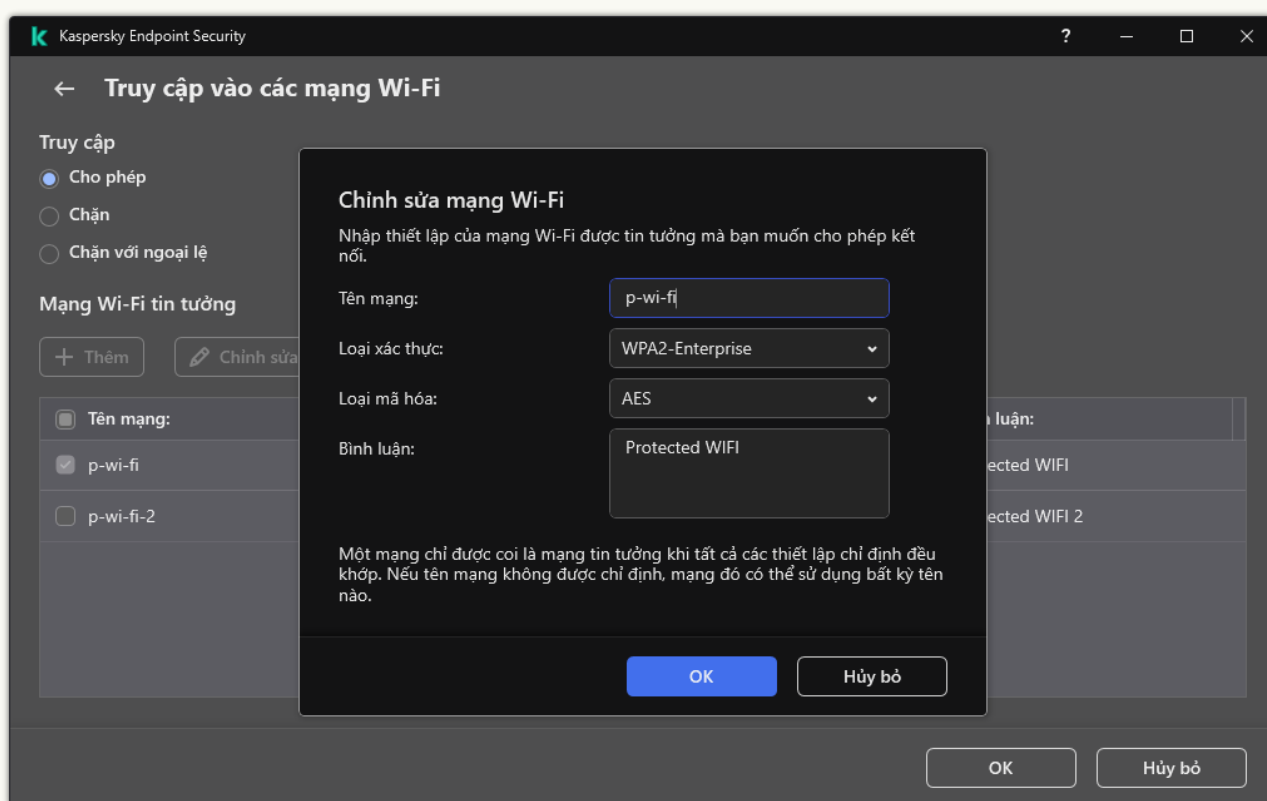 Kaspersky Endpoint Security
Truy cập vào các mạng Wi-Fi
Truy cập
Cho phép
Chặn
Chặn với ngoại lệ
Mạng Wi-Fi tin tưởng
Thêm
Chỉnh sửa
Tên mạng:
luận:
p-wi-fi
WIFI
p-wi-fi-2
WIFI 2
Chỉnh sửa mạng Wi-Fi
Nhập thiết lập của mạng Wi-Fi được tin tưởng mà bạn muốn cho phép kết
nối.
Tên mạng:
p-wi-fi
Loại xác thực:
WPA2-Enterprise
Loại mã hóa:
AES
Bình luận:
Protected WIFI
Một mạng chỉ được coi là mạng tin tưởng khi tất cả các thiết lập chỉ định đều
khớp. Nếu tên mạng không được chỉ định, mạng đó có thể sử dụng bất kỳ tên
nào.
OK
Hủy bỏ
OK
Hủy bỏ